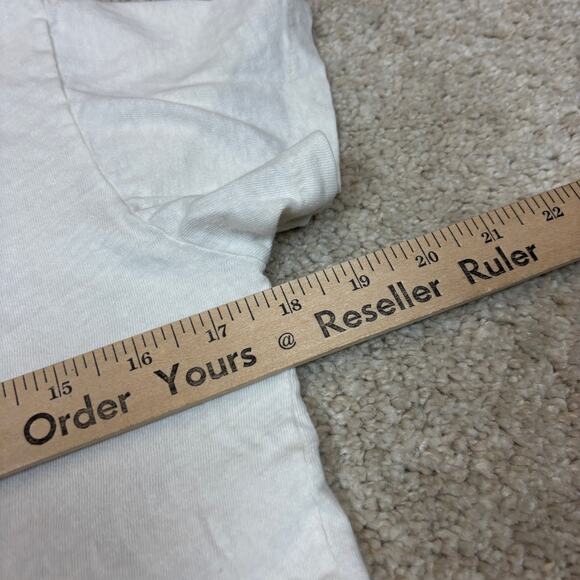 15 16 17 18 19 20 21 22
Order Yours @ Reseller Ruler